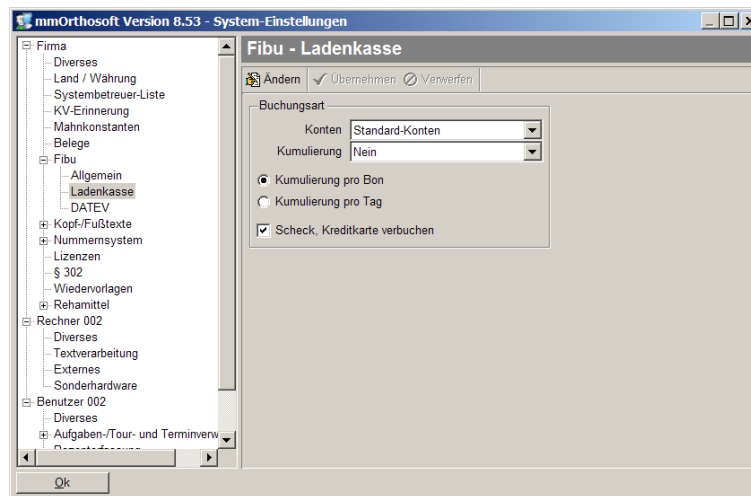 mmOrthosoft Version 8.53 - System-Einstellungen
Firma
Diverses
Land / Währung
Systembetreuer-Liste
KV-Erinnerung
Mahnkonstanten
Belege
Fibu
Allgemein
Ladenkasse
DATEV
Kopf-/Fußtexte
Nummernsystem
Lizenzen
§ 302
Wiedervorlagen
Rehamittel
Rechner 002
Diverses
Textverarbeitung
Externes
Sonderhardware
Benutzer 002
Diverses
Aufgaben-/Tour- und Terminverw
Fibu - Ladenkasse
Ändern Übernehmen Verwerfen
Buchungsart
Konten Standard-Konten
Kumulierung Nein
Kumulierung pro Bon
Kumulierung pro Tag
Scheck, Kreditkarte verbuchen
Ok